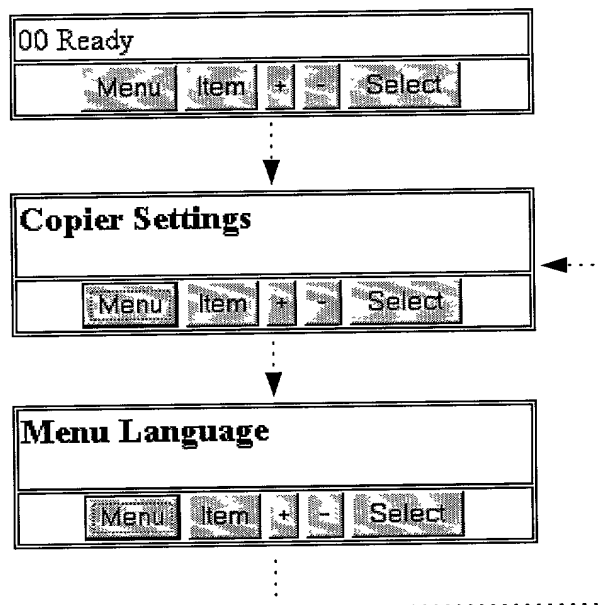 00 Ready
Menu Item + - Select
Copier Settings
Menu Item + - Select
Menu Language
Menu Item + - Select